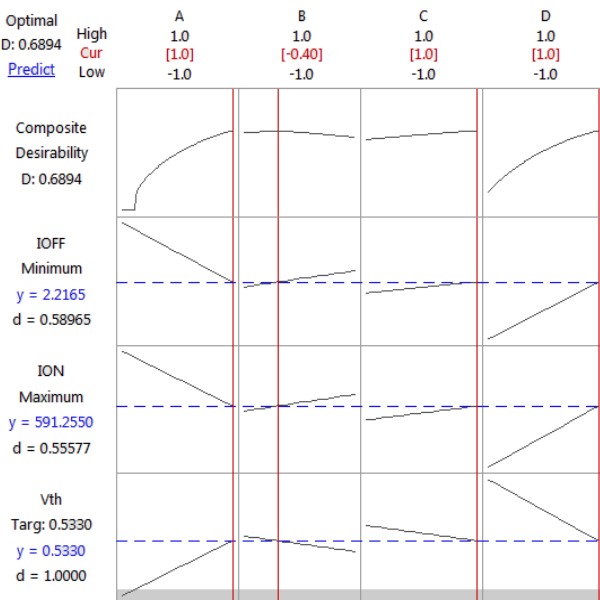 Optimal
D: 0.6894
Predict
High
Cur
Low
A
1.0
[1.0]
-1.0
B
1.0
[-0.40]
-1.0
C
1.0
[1.0]
-1.0
D
1.0
[1.0]
-1.0
Composite
Desirability
D: 0.6894
IOFF
Minimum
y = 2.2165
d = 0.58965
ION
Maximum
y = 591.2550
d = 0.55577
Vth
Targ: 0.5330
y = 0.5330
d = 1.0000